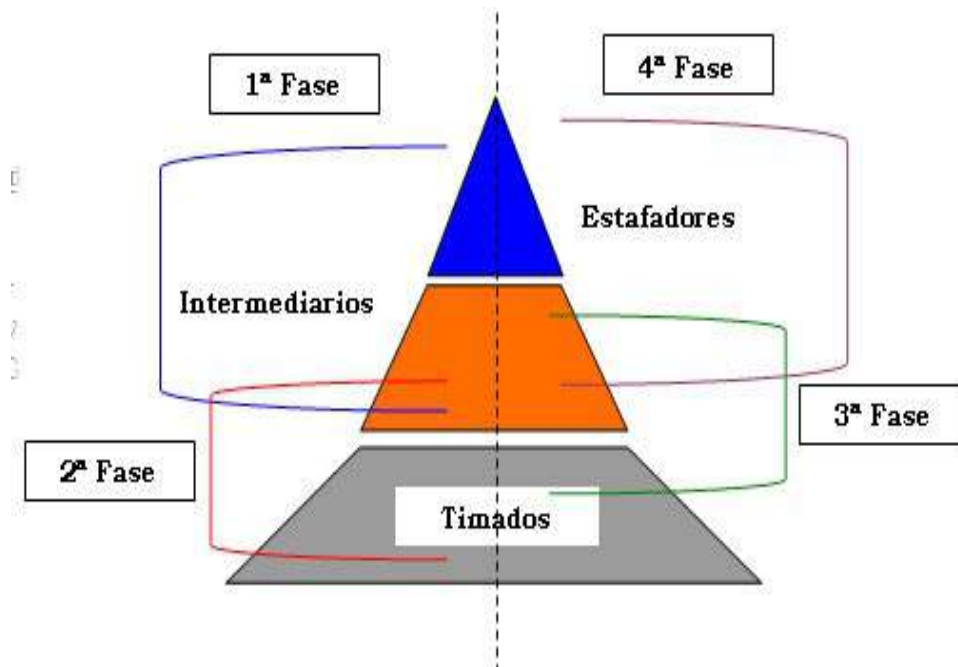 1ª Fase
4ª Fase
Estafadores
Intermediarios
3ª Fase
2ª Fase
Timados